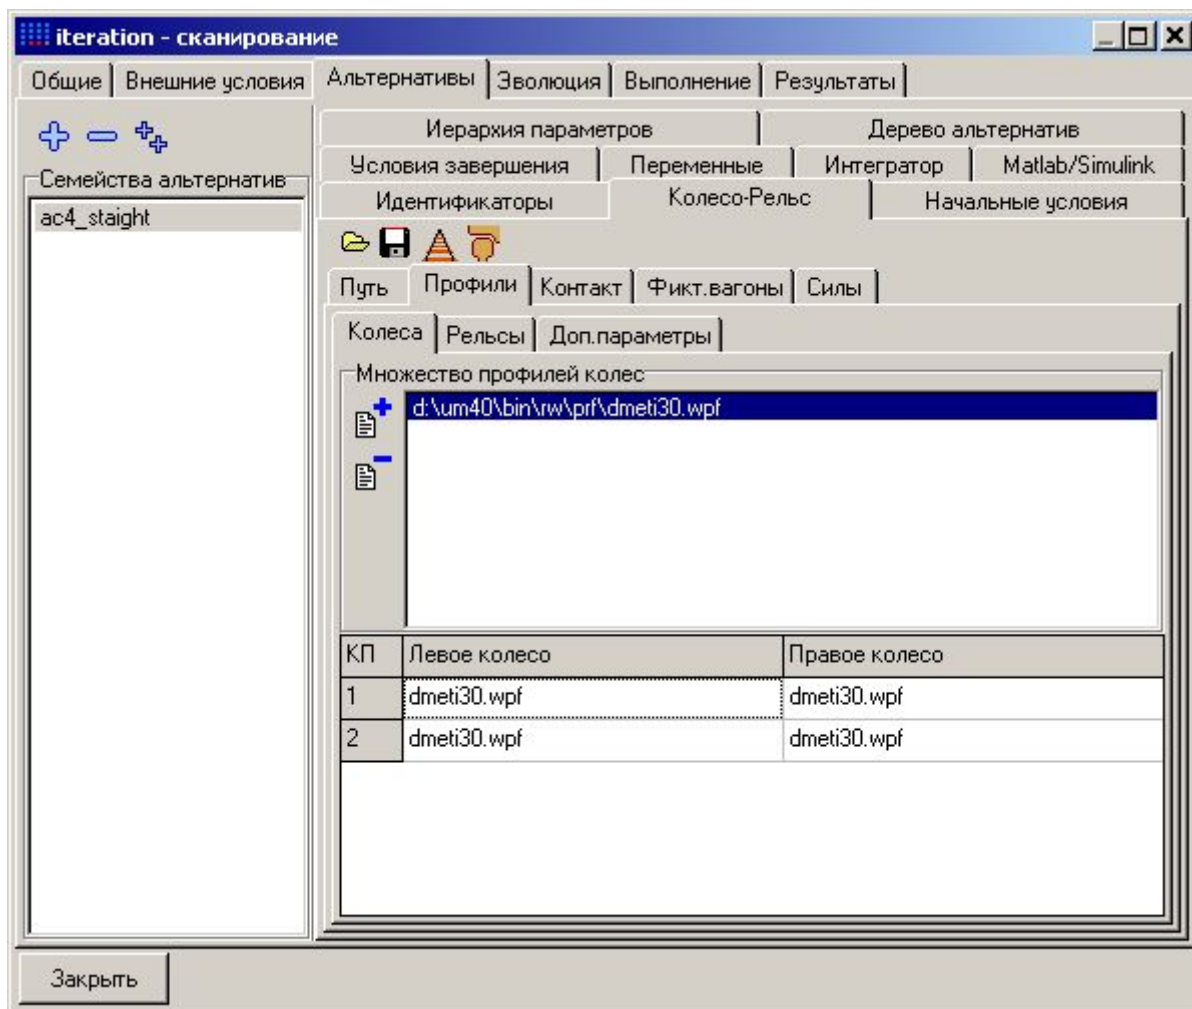 iteration - сканирование
Общие Внешние условия Альтернативы Эволюция Выполнение Результаты
Семейства альтернатив
ac4_staight
Иерархия параметров Дерево альтернатив
Условия завершения Переменные Интегратор Matlab/Simulink
Идентификаторы Колесо-Рельс Начальные условия
Путь Профили Контакт Фикт.вагоны Силы
Колеса Рельсы Доп.параметры
Множество профилей колес
d:\um40\bin\rw\prf\dmeti30.wpf
КП Левое колесо Правое колесо
1 dmeti30.wpf dmeti30.wpf
2 dmeti30.wpf dmeti30.wpf
Закрыть